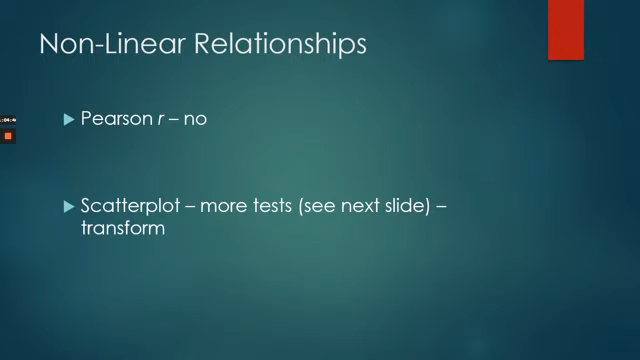 Non-Linear Relationships
Pearson r – no
Scatterplot – more tests (see next slide) –
transform